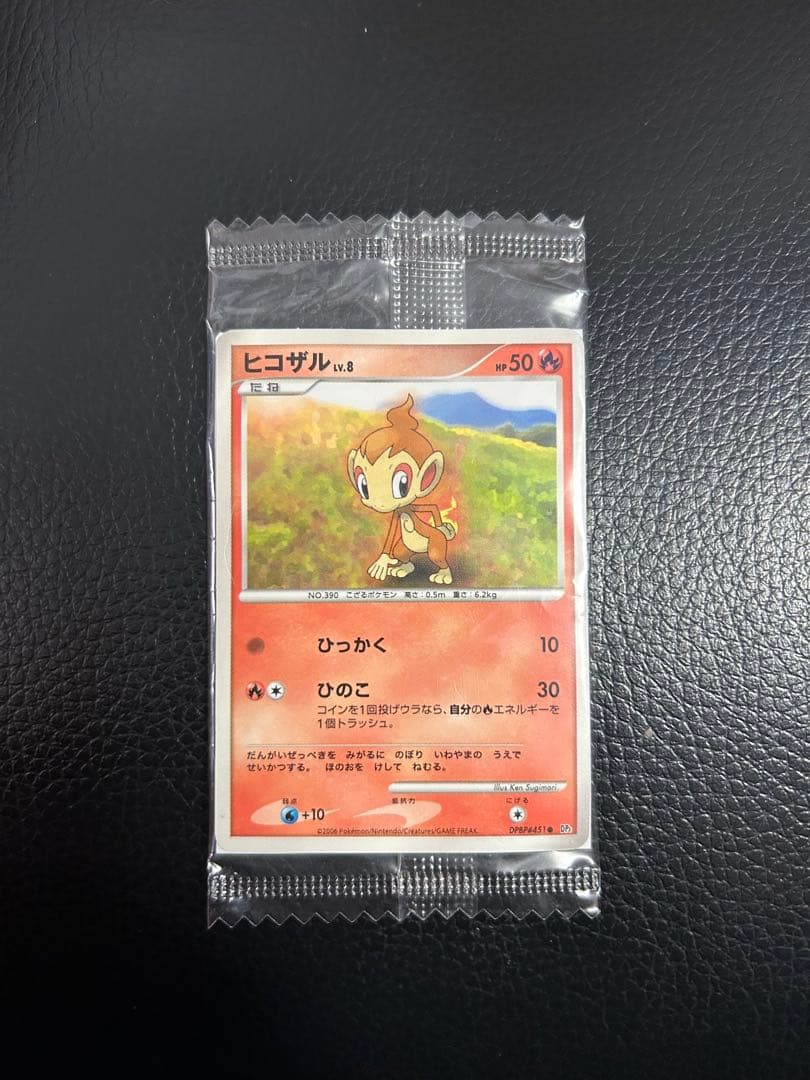 ヒコザル LV.8 HP 50
たね
NO.390 こざるポケモン 高さ:0.5m 重さ:6.2kg
ひっかく 10
ひのこ 30
コインを1回投げウラなら、自分のエネルギーを
1個トラッシュ。
だんがいぜっぺきを みがるに のぼり いわやまの うえで
せいかつする。 ほのおを けして ねむる。
Illus. Ken Sugimori
弱点 抵抗力 にげる
+10
©2006 Pokémon/Nintendo/Creatures/GAME FREAK. DPBP#451 DP2